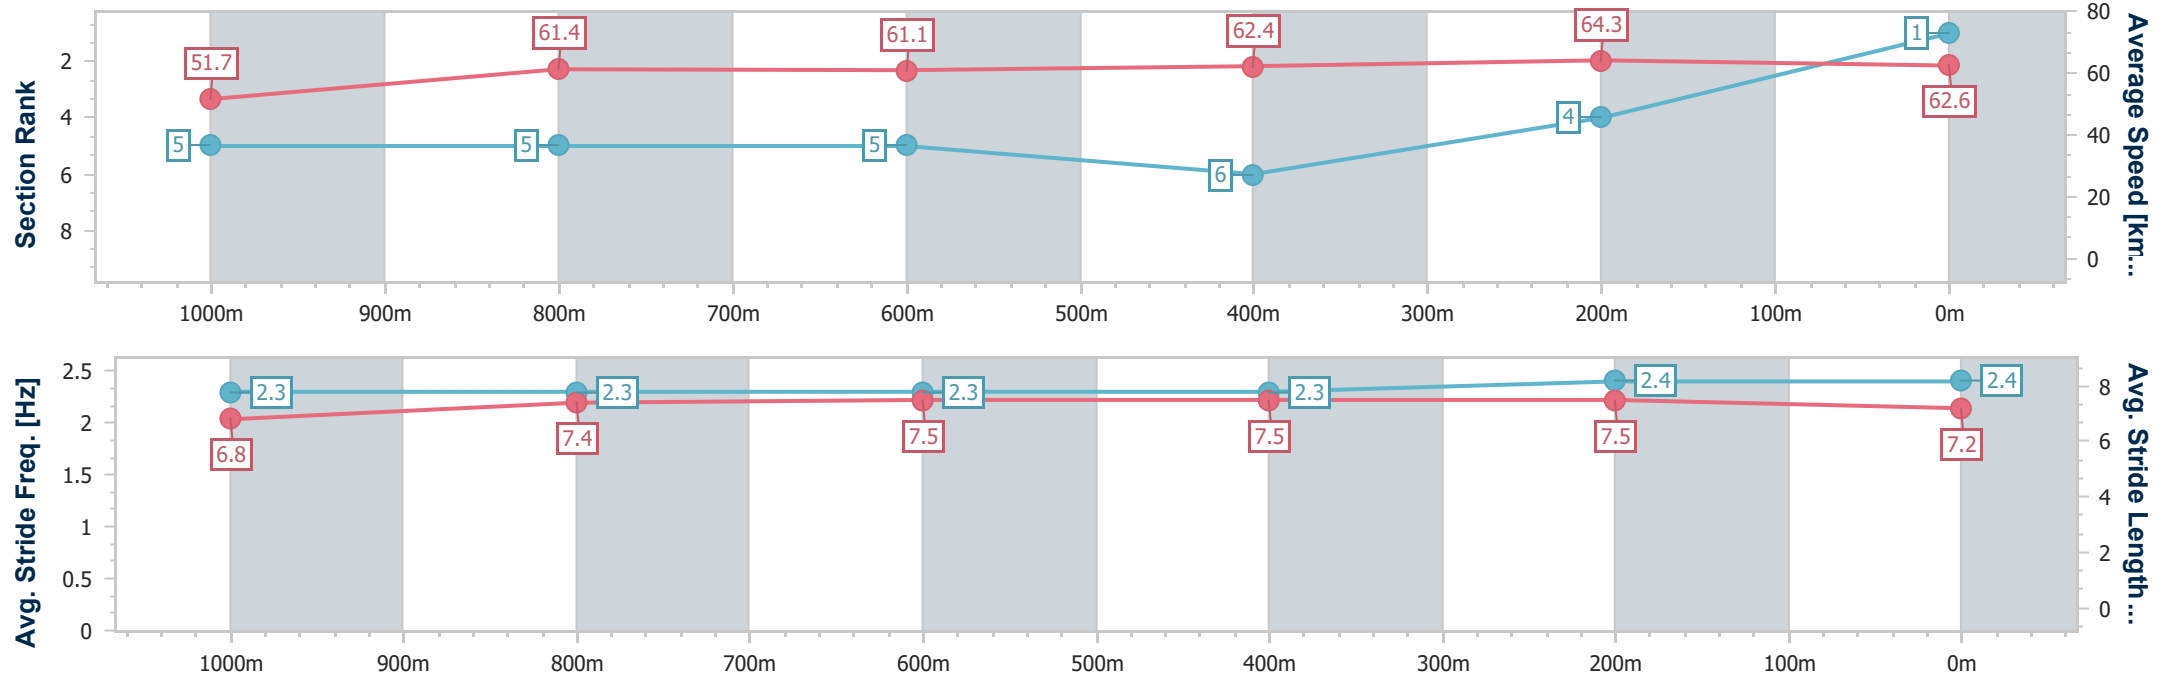 Section Rank
2
4
6
8
51.7
61.4
61.1
62.4
64.3
62.6
5
5
5
6
4
1
80
60
40
20
0
Average Speed [km...
1000m
900m
800m
700m
600m
500m
400m
300m
200m
100m
0m
Avg. Stride Freq. [Hz]
2.5
2
1.5
1
0.5
0
2.3
2.3
2.3
2.3
2.4
2.4
6.8
7.4
7.5
7.5
7.5
7.2
8
6
4
2
0
Avg. Stride Length...
1000m
900m
800m
700m
600m
500m
400m
300m
200m
100m
0m